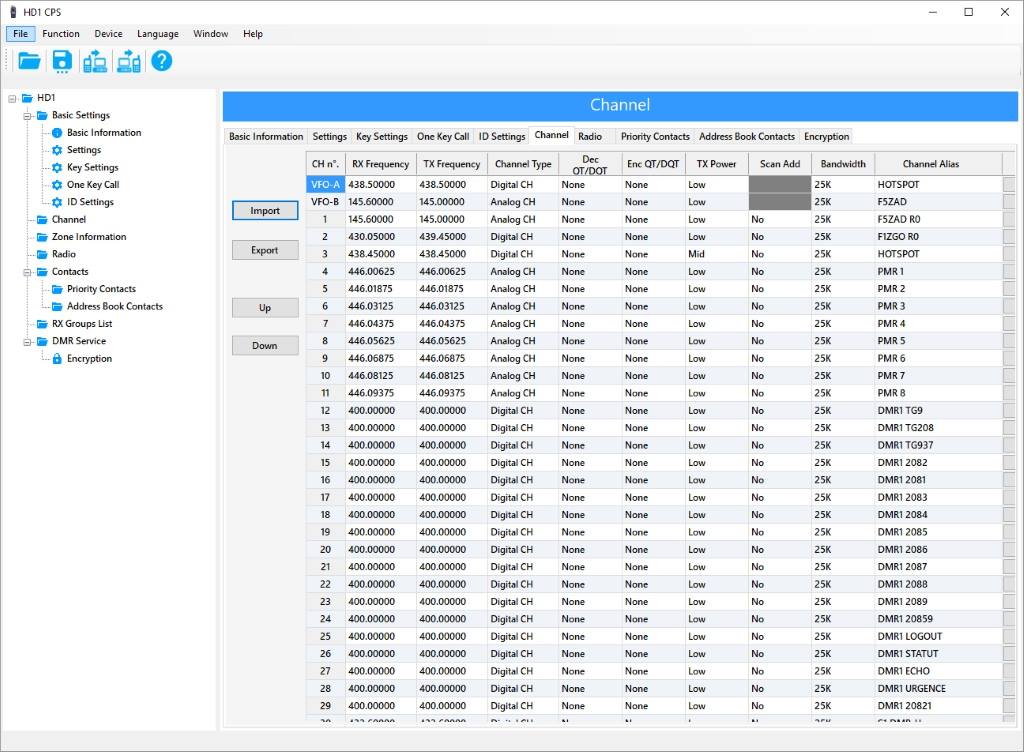 HD1 CPS
File Function Device Language Window Help
HD1
Basic Settings
Basic Information
Settings
Key Settings
One Key Call
ID Settings
Channel
Zone Information
Radio
Contacts
Priority Contacts
Address Book Contacts
RX Groups List
DMR Service
Encryption
Channel
Basic Information Settings Key Settings One Key Call ID Settings Channel Radio Priority Contacts Address Book Contacts Encryption
Import
Export
Up
Down
CH n°. RX Frequency TX Frequency Channel Type Dec QT/DQT Enc QT/DQT TX Power Scan Add Bandwidth Channel Alias
VFO-A 438.50000 438.50000 Digital CH None None Low 25K HOTSPOT
VFO-B 145.60000 145.00000 Analog CH None None Low 25K F5ZAD
1 145.60000 145.00000 Analog CH None None Low No 25K F5ZAD R0
2 430.05000 439.45000 Digital CH None None Low No 25K F1ZGO R0
3 438.45000 438.45000 Digital CH None None Mid No 25K HOTSPOT
4 446.00625 446.00625 Analog CH None None Low No 25K PMR 1
5 446.01875 446.01875 Analog CH None None Low No 25K PMR 2
6 446.03125 446.03125 Analog CH None None Low No 25K PMR 3
7 446.04375 446.04375 Analog CH None None Low No 25K PMR 4
8 446.05625 446.05625 Analog CH None None Low No 25K PMR 5
9 446.06875 446.06875 Analog CH None None Low No 25K PMR 6
10 446.08125 446.08125 Analog CH None None Low No 25K PMR 7
11 446.09375 446.09375 Analog CH None None Low No 25K PMR 8
12 400.00000 400.00000 Digital CH None None Low No 25K DMR1 TG9
13 400.00000 400.00000 Digital CH None None Low No 25K DMR1 TG208
14 400.00000 400.00000 Digital CH None None Low No 25K DMR1 TG937
15 400.00000 400.00000 Digital CH None None Low No 25K DMR1 2082
16 400.00000 400.00000 Digital CH None None Low No 25K DMR1 2081
17 400.00000 400.00000 Digital CH None None Low No 25K DMR1 2083
18 400.00000 400.00000 Digital CH None None Low No 25K DMR1 2084
19 400.00000 400.00000 Digital CH None None Low No 25K DMR1 2085
20 400.00000 400.00000 Digital CH None None Low No 25K DMR1 2086
21 400.00000 400.00000 Digital CH None None Low No 25K DMR1 2087
22 400.00000 400.00000 Digital CH None None Low No 25K DMR1 2088
23 400.00000 400.00000 Digital CH None None Low No 25K DMR1 2089
24 400.00000 400.00000 Digital CH None None Low No 25K DMR1 20859
25 400.00000 400.00000 Digital CH None None Low No 25K DMR1 LOGOUT
26 400.00000 400.00000 Digital CH None None Low No 25K DMR1 STATUT
27 400.00000 400.00000 Digital CH None None Low No 25K DMR1 ECHO
28 400.00000 400.00000 Digital CH None None Low No 25K DMR1 URGENCE
29 400.00000 400.00000 Digital CH None None Low No 25K DMR1 20821